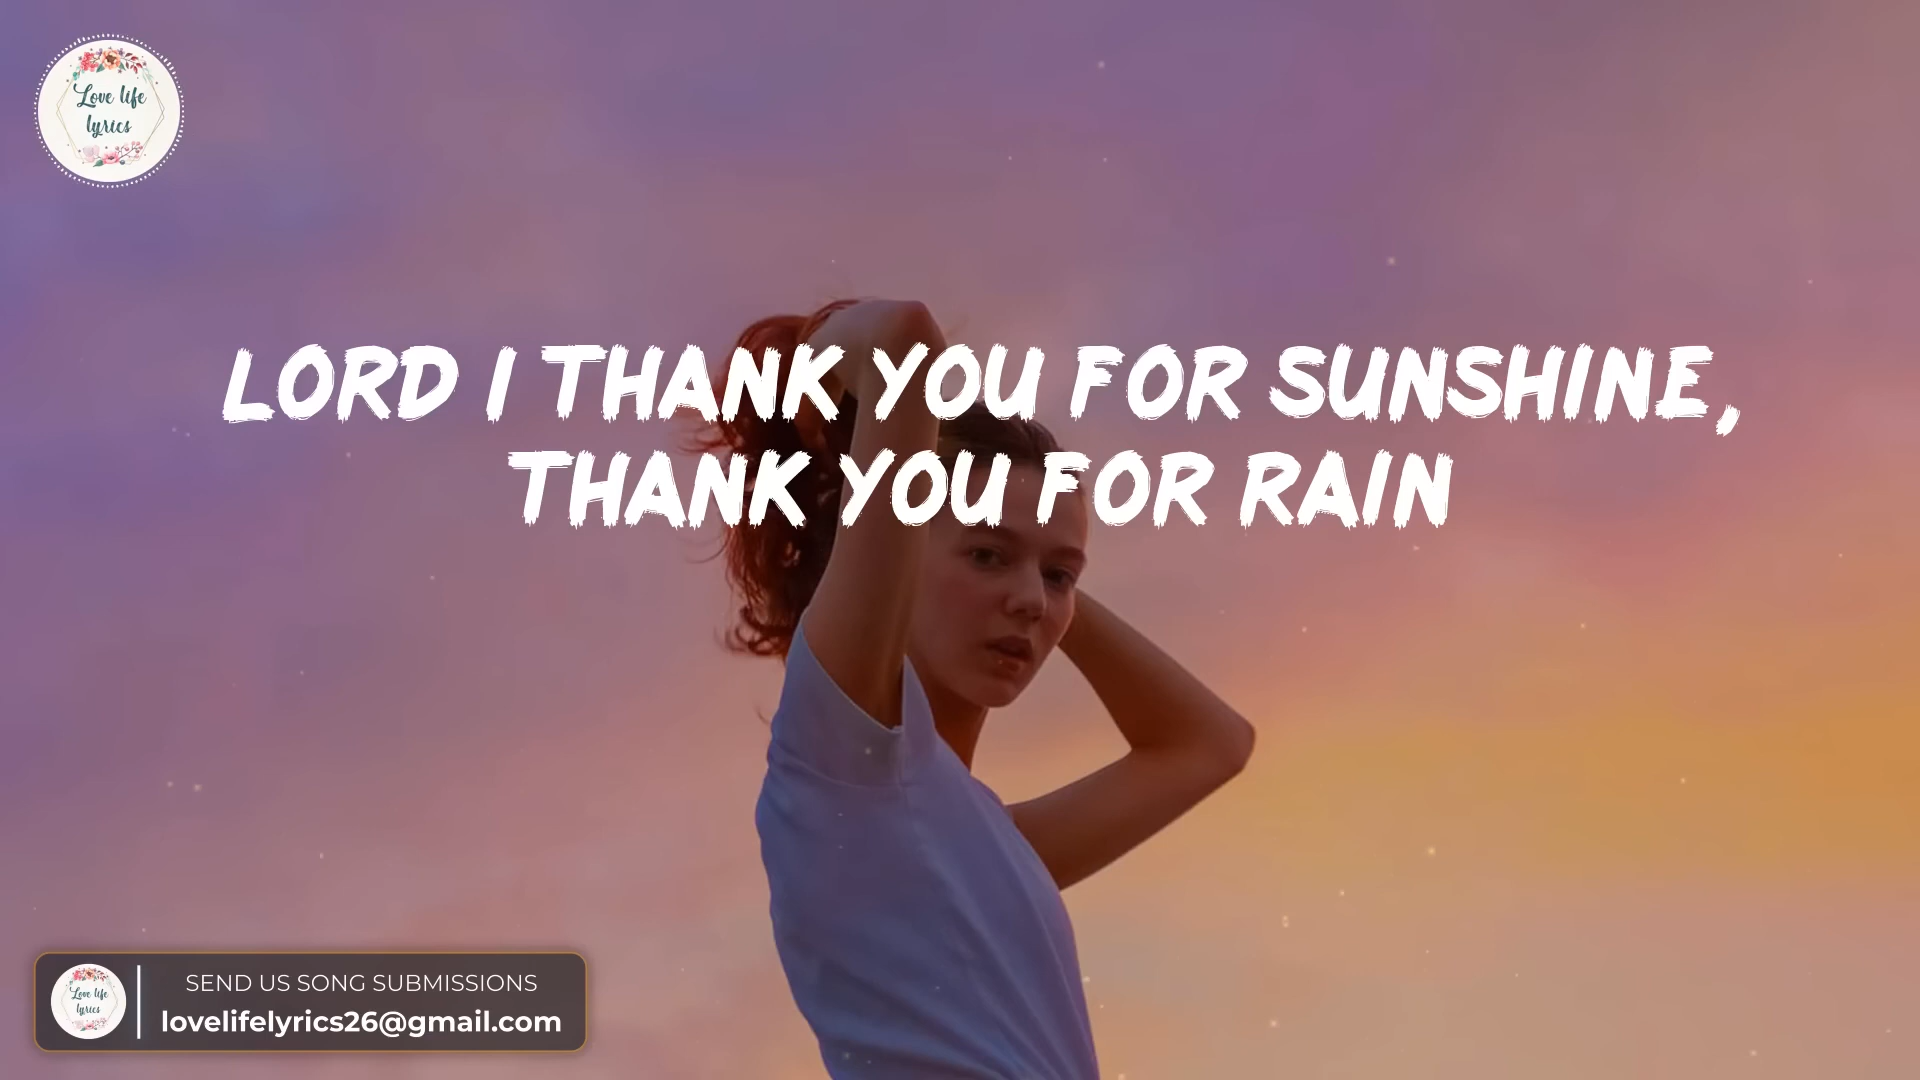 Love life
lyrics
LORD I THANK YOU FOR SUNSHINE,
THANK YOU FOR RAIN
Love life
lyrics
SEND US SONG SUBMISSIONS
lovelifelyrics26@gmail.com